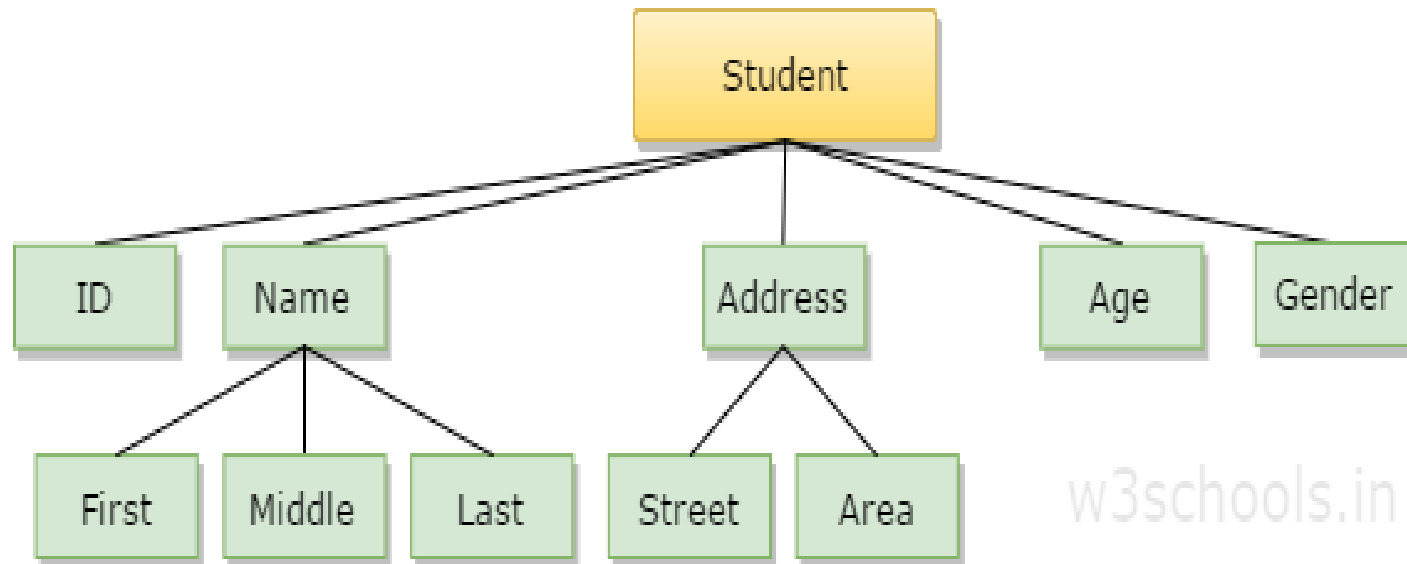 Student
ID Name Address Age Gender
First Middle Last Street Area
w3schools.in